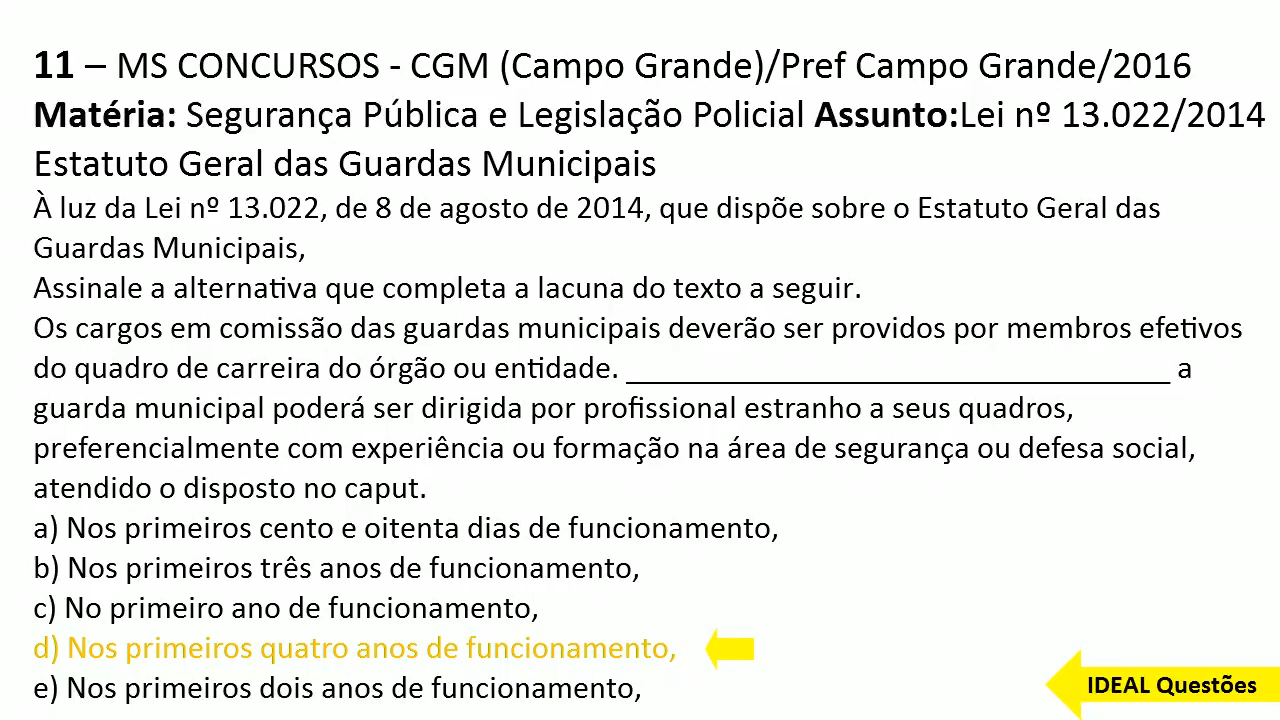 11 – MS CONCURSOS - CGM (Campo Grande)/Pref Campo Grande/2016
Matéria: Segurança Pública e Legislação Policial Assunto:Lei nº 13.022/2014
Estatuto Geral das Guardas Municipais
À luz da Lei nº 13.022, de 8 de agosto de 2014, que dispõe sobre o Estatuto Geral das
Guardas Municipais,
Assinale a alternativa que completa a lacuna do texto a seguir.
Os cargos em comissão das guardas municipais deverão ser providos por membros efetivos
do quadro de carreira do órgão ou entidade. __________________________________ a
guarda municipal poderá ser dirigida por profissional estranho a seus quadros,
preferencialmente com experiência ou formação na área de segurança ou defesa social,
atendido o disposto no caput.
a) Nos primeiros cento e oitenta dias de funcionamento,
b) Nos primeiros três anos de funcionamento,
c) No primeiro ano de funcionamento,
d) Nos primeiros quatro anos de funcionamento,
e) Nos primeiros dois anos de funcionamento,
IDEAL Questões